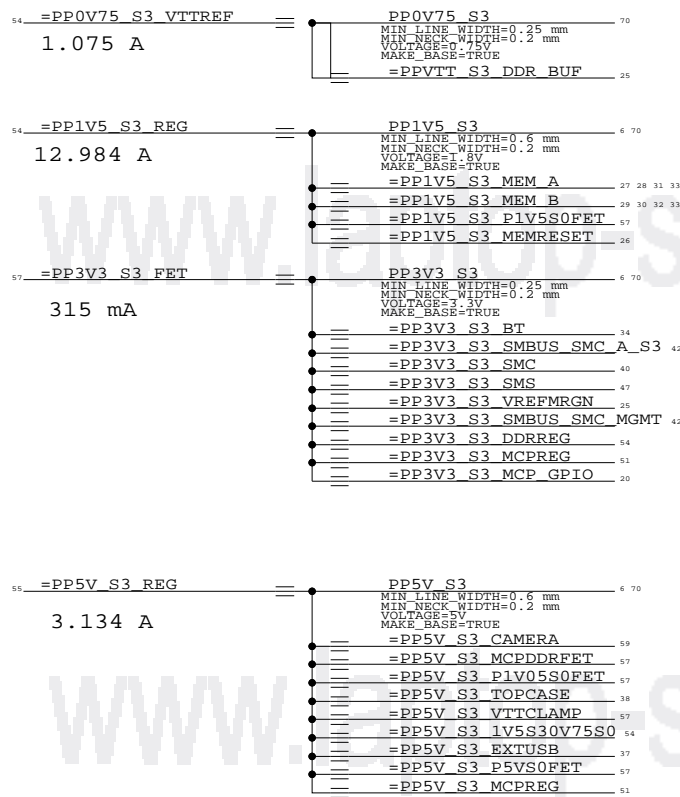 54 =PP0V75_S3_VTTREF PP0V75_S3 70
1.075 A
MIN_LINE_WIDTH=0.25 mm
MIN_NECK_WIDTH=0.2 mm
VOLTAGE=0.75V
MAKE_BASE=TRUE
=PPVTT_S3_DDR_BUF 25
54 =PP1V5_S3_REG PP1V5_S3 6 70
12.984 A
MIN_LINE_WIDTH=0.6 mm
MIN_NECK_WIDTH=0.2 mm
VOLTAGE=1.8V
MAKE_BASE=TRUE
=PP1V5_S3_MEM_A 27 28 31 33
=PP1V5_S3_MEM_B 29 30 32 33
=PP1V5_S3_P1V5S0FET 57
=PP1V5_S3_MEMRESET 26
www.laptop-s
57 =PP3V3_S3_FET PP3V3_S3 6 70
315 mA
MIN_LINE_WIDTH=0.25 mm
MIN_NECK_WIDTH=0.2 mm
VOLTAGE=3.3V
MAKE_BASE=TRUE
=PP3V3_S3_BT 34
=PP3V3_S3_SMBUS_SMC_A_S3 42
=PP3V3_S3_SMC 40
=PP3V3_S3_SMS 47
=PP3V3_S3_VREFMRGN 25
=PP3V3_S3_SMBUS_SMC_MGMT 42
=PP3V3_S3_DDRREG 54
=PP3V3_S3_MCPREG 51
=PP3V3_S3_MCP_GPIO 20
55 =PP5V_S3_REG PP5V_S3 6 70
3.134 A
MIN_LINE_WIDTH=0.6 mm
MIN_NECK_WIDTH=0.2 mm
VOLTAGE=5V
MAKE_BASE=TRUE
=PP5V_S3_CAMERA 59
=PP5V_S3_MCPDDRFET 57
=PP5V_S3_P1V05S0FET 57
=PP5V_S3_TOPCASE 38
=PP5V_S3_VTTCLAMP 57
=PP5V_S3_1V5S30V75S0 54
=PP5V_S3_EXTUSB 37
=PP5V_S3_P5VS0FET 57
=PP5V_S3_MCPREG 51
www.laptop-s